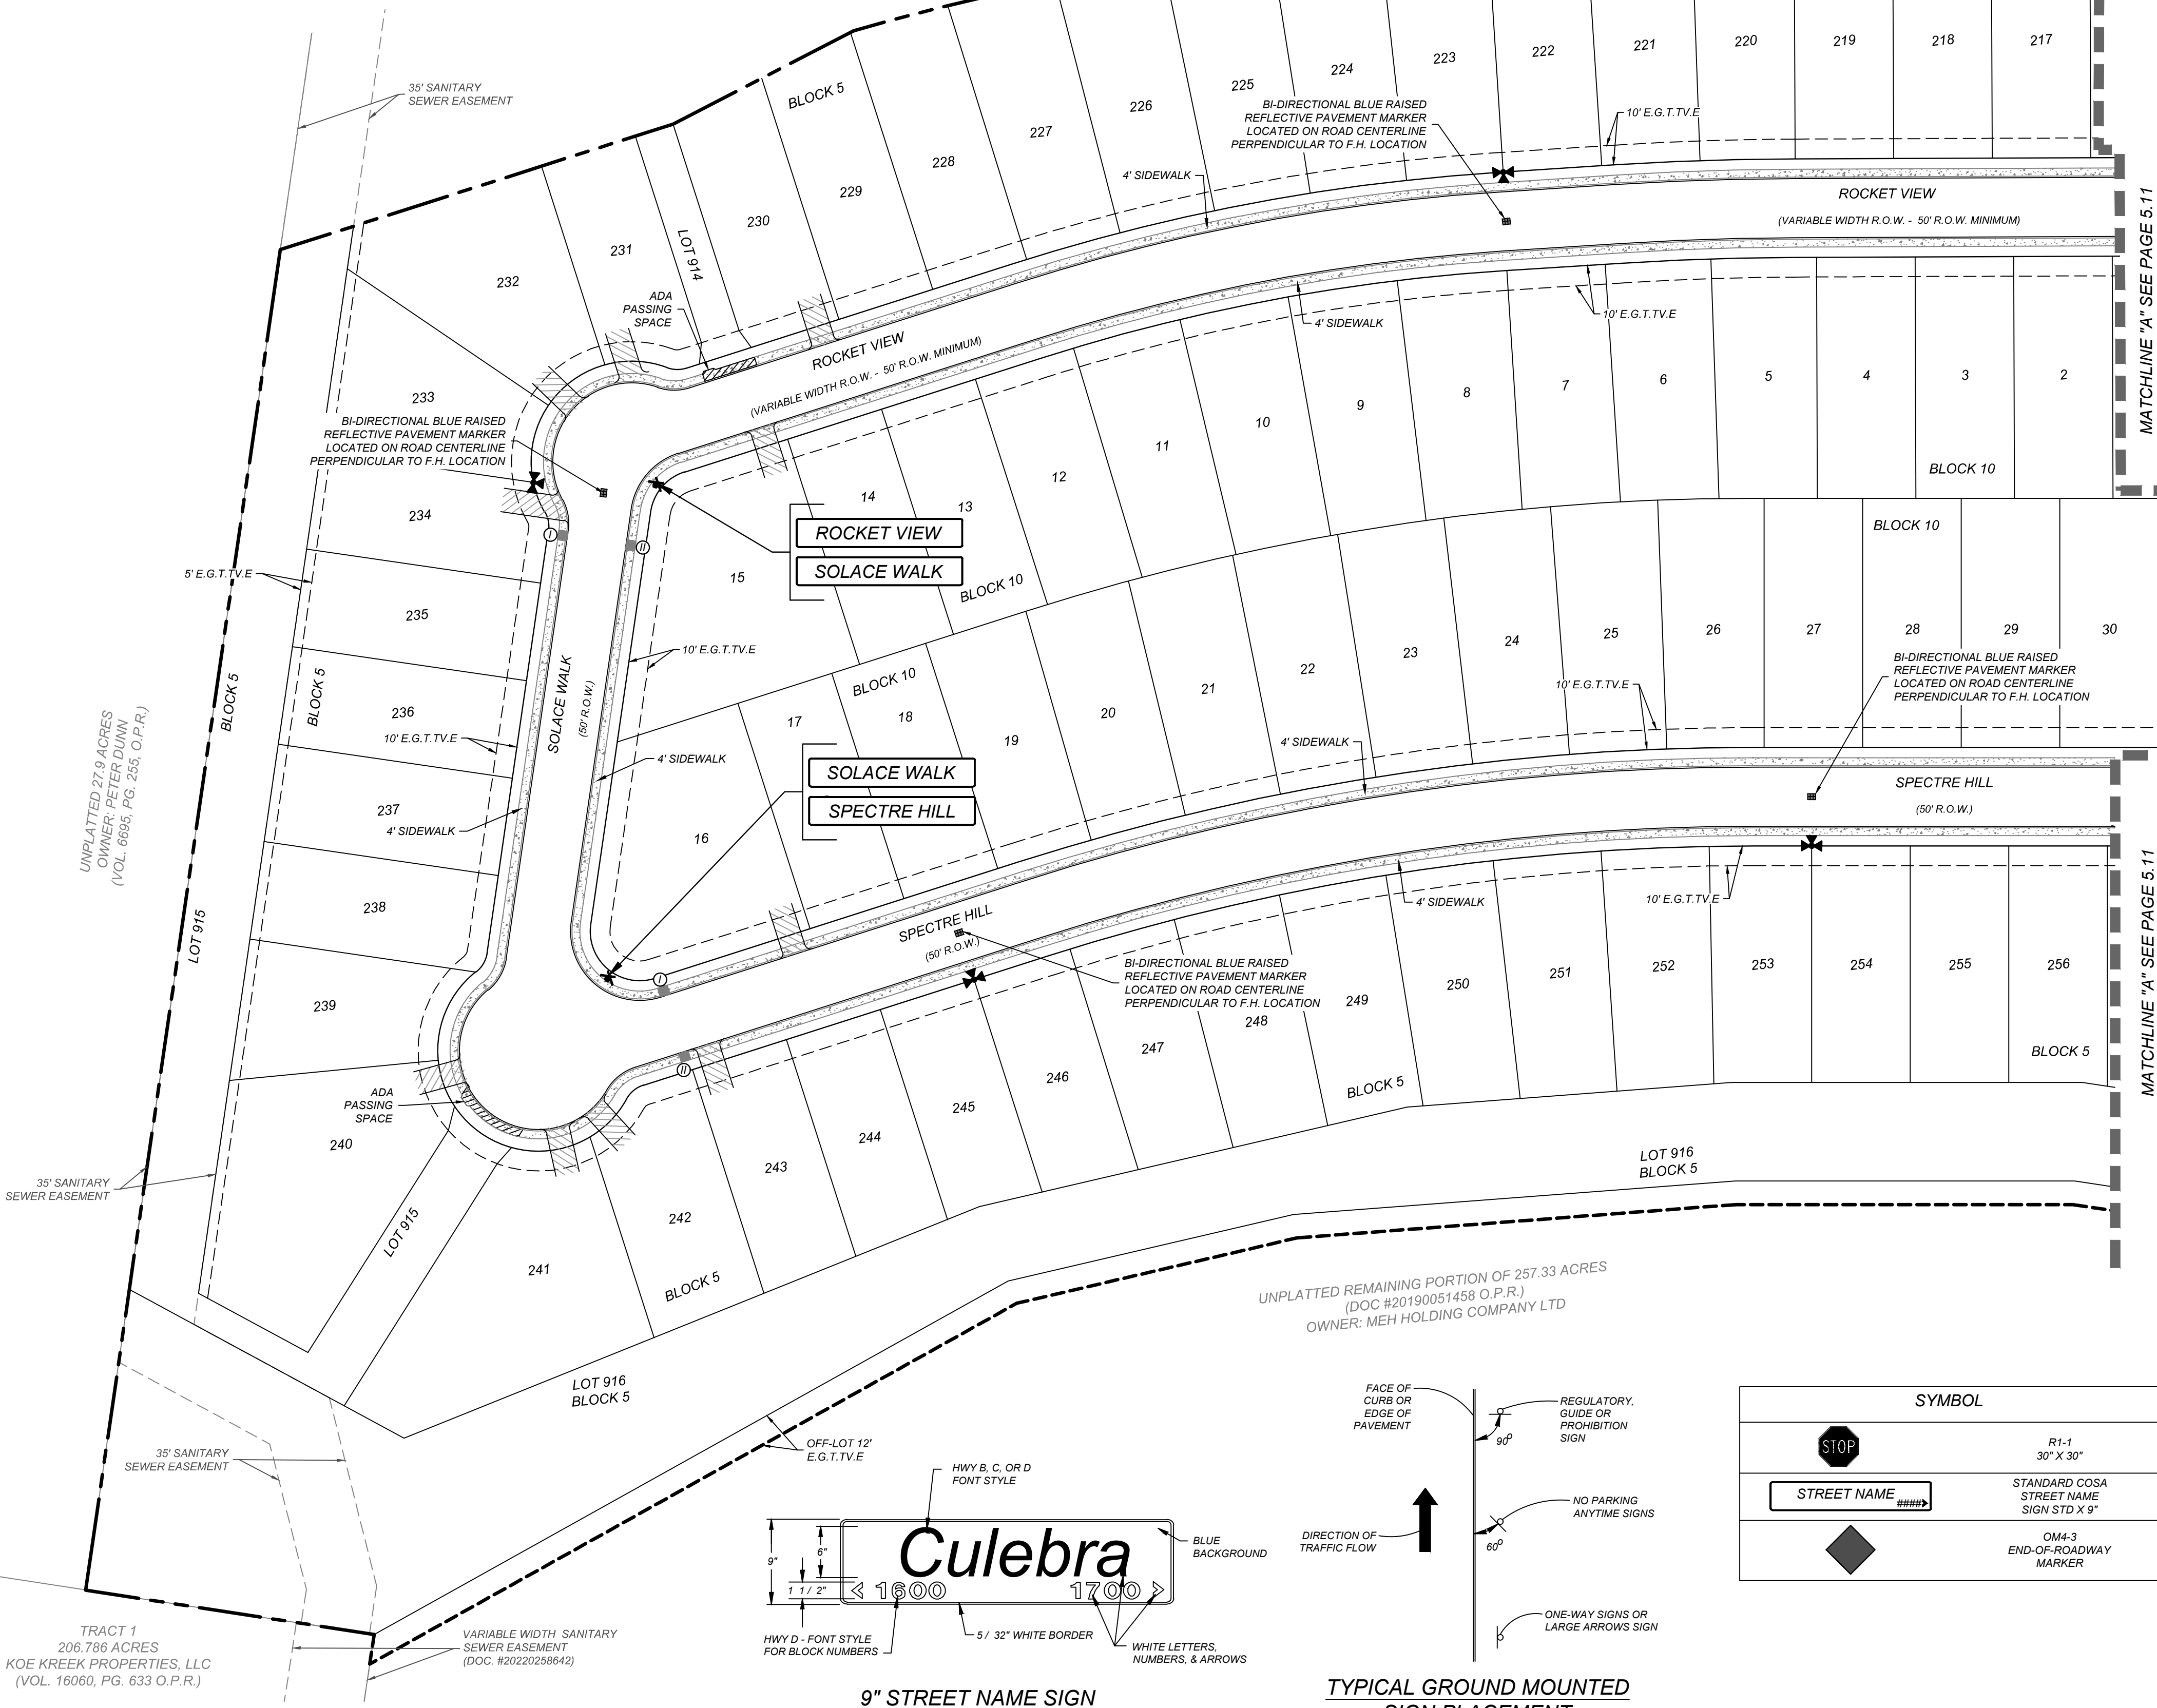 35' SANITARY
SEWER EASEMENT
BLOCK 5
217
218
219
220
221
222
223
224
225
226
227
228
229
230
LOT 914
231
232
233
234
235
236
237
238
239
240
BI-DIRECTIONAL BLUE RAISED
REFLECTIVE PAVEMENT MARKER
LOCATED ON ROAD CENTERLINE
PERPENDICULAR TO F.H. LOCATION
10' E.G.T.TV.E
4' SIDEWALK
ROCKET VIEW
(VARIABLE WIDTH R.O.W. - 50' R.O.W. MINIMUM)
MATCHLINE "A" SEE PAGE 5.11
ADA
PASSING
SPACE
ROCKET VIEW
(VARIABLE WIDTH R.O.W. - 50' R.O.W. MINIMUM)
4' SIDEWALK
10' E.G.T.TV.E
2
3
4
5
6
7
8
9
10
11
12
13
14
15
BLOCK 10
BLOCK 10
BLOCK 10
BLOCK 10
BI-DIRECTIONAL BLUE RAISED
REFLECTIVE PAVEMENT MARKER
LOCATED ON ROAD CENTERLINE
PERPENDICULAR TO F.H. LOCATION
I
II
ROCKET VIEW
SOLACE WALK
5' E.G.T.TV.E
BLOCK 5
BLOCK 5
LOT 915
UNPLATTED 27.9 ACRES
OWNER: PETER DUNN
(VOL. 6695, PG. 255, O.P.R.)
10' E.G.T.TV.E
SOLACE WALK
(50' R.O.W.)
10' E.G.T.TV.E
4' SIDEWALK
4' SIDEWALK
16
17
18
19
20
21
22
23
24
25
26
27
28
29
30
SOLACE WALK
SPECTRE HILL
10' E.G.T.TV.E
4' SIDEWALK
BI-DIRECTIONAL BLUE RAISED
REFLECTIVE PAVEMENT MARKER
LOCATED ON ROAD CENTERLINE
PERPENDICULAR TO F.H. LOCATION
SPECTRE HILL
(50' R.O.W.)
MATCHLINE "A" SEE PAGE 5.11
SPECTRE HILL
(50' R.O.W.)
BI-DIRECTIONAL BLUE RAISED
REFLECTIVE PAVEMENT MARKER
LOCATED ON ROAD CENTERLINE
PERPENDICULAR TO F.H. LOCATION
4' SIDEWALK
10' E.G.T.TV.E
I
II
ADA
PASSING
SPACE
241
242
243
244
245
246
247
248
249
250
251
252
253
254
255
256
BLOCK 5
BLOCK 5
BLOCK 5
LOT 915
35' SANITARY
SEWER EASEMENT
LOT 916
BLOCK 5
LOT 916
BLOCK 5
UNPLATTED REMAINING PORTION OF 257.33 ACRES
(DOC #20190051458 O.P.R.)
OWNER: MEH HOLDING COMPANY LTD
35' SANITARY
SEWER EASEMENT
OFF-LOT 12'
E.G.T.TV.E
TRACT 1
206.786 ACRES
KOE KREEK PROPERTIES, LLC
(VOL. 16060, PG. 633 O.P.R.)
VARIABLE WIDTH SANITARY
SEWER EASEMENT
(DOC. #20220258642)
HWY B, C, OR D
FONT STYLE
9"
6"
1 1/ 2"
Culebra
1600
1700
BLUE
BACKGROUND
HWY D - FONT STYLE
FOR BLOCK NUMBERS
5 / 32" WHITE BORDER
WHITE LETTERS,
NUMBERS, & ARROWS
9" STREET NAME SIGN
FACE OF
CURB OR
EDGE OF
PAVEMENT
REGULATORY,
GUIDE OR
PROHIBITION
SIGN
90°
DIRECTION OF
TRAFFIC FLOW
NO PARKING
ANYTIME SIGNS
60°
ONE-WAY SIGNS OR
LARGE ARROWS SIGN
TYPICAL GROUND MOUNTED
SIGN PLACEMENT
SYMBOL
STOP
R1-1
30" X 30"
STREET NAME
####
STANDARD COSA
STREET NAME
SIGN STD X 9"
OM4-3
END-OF-ROADWAY
MARKER